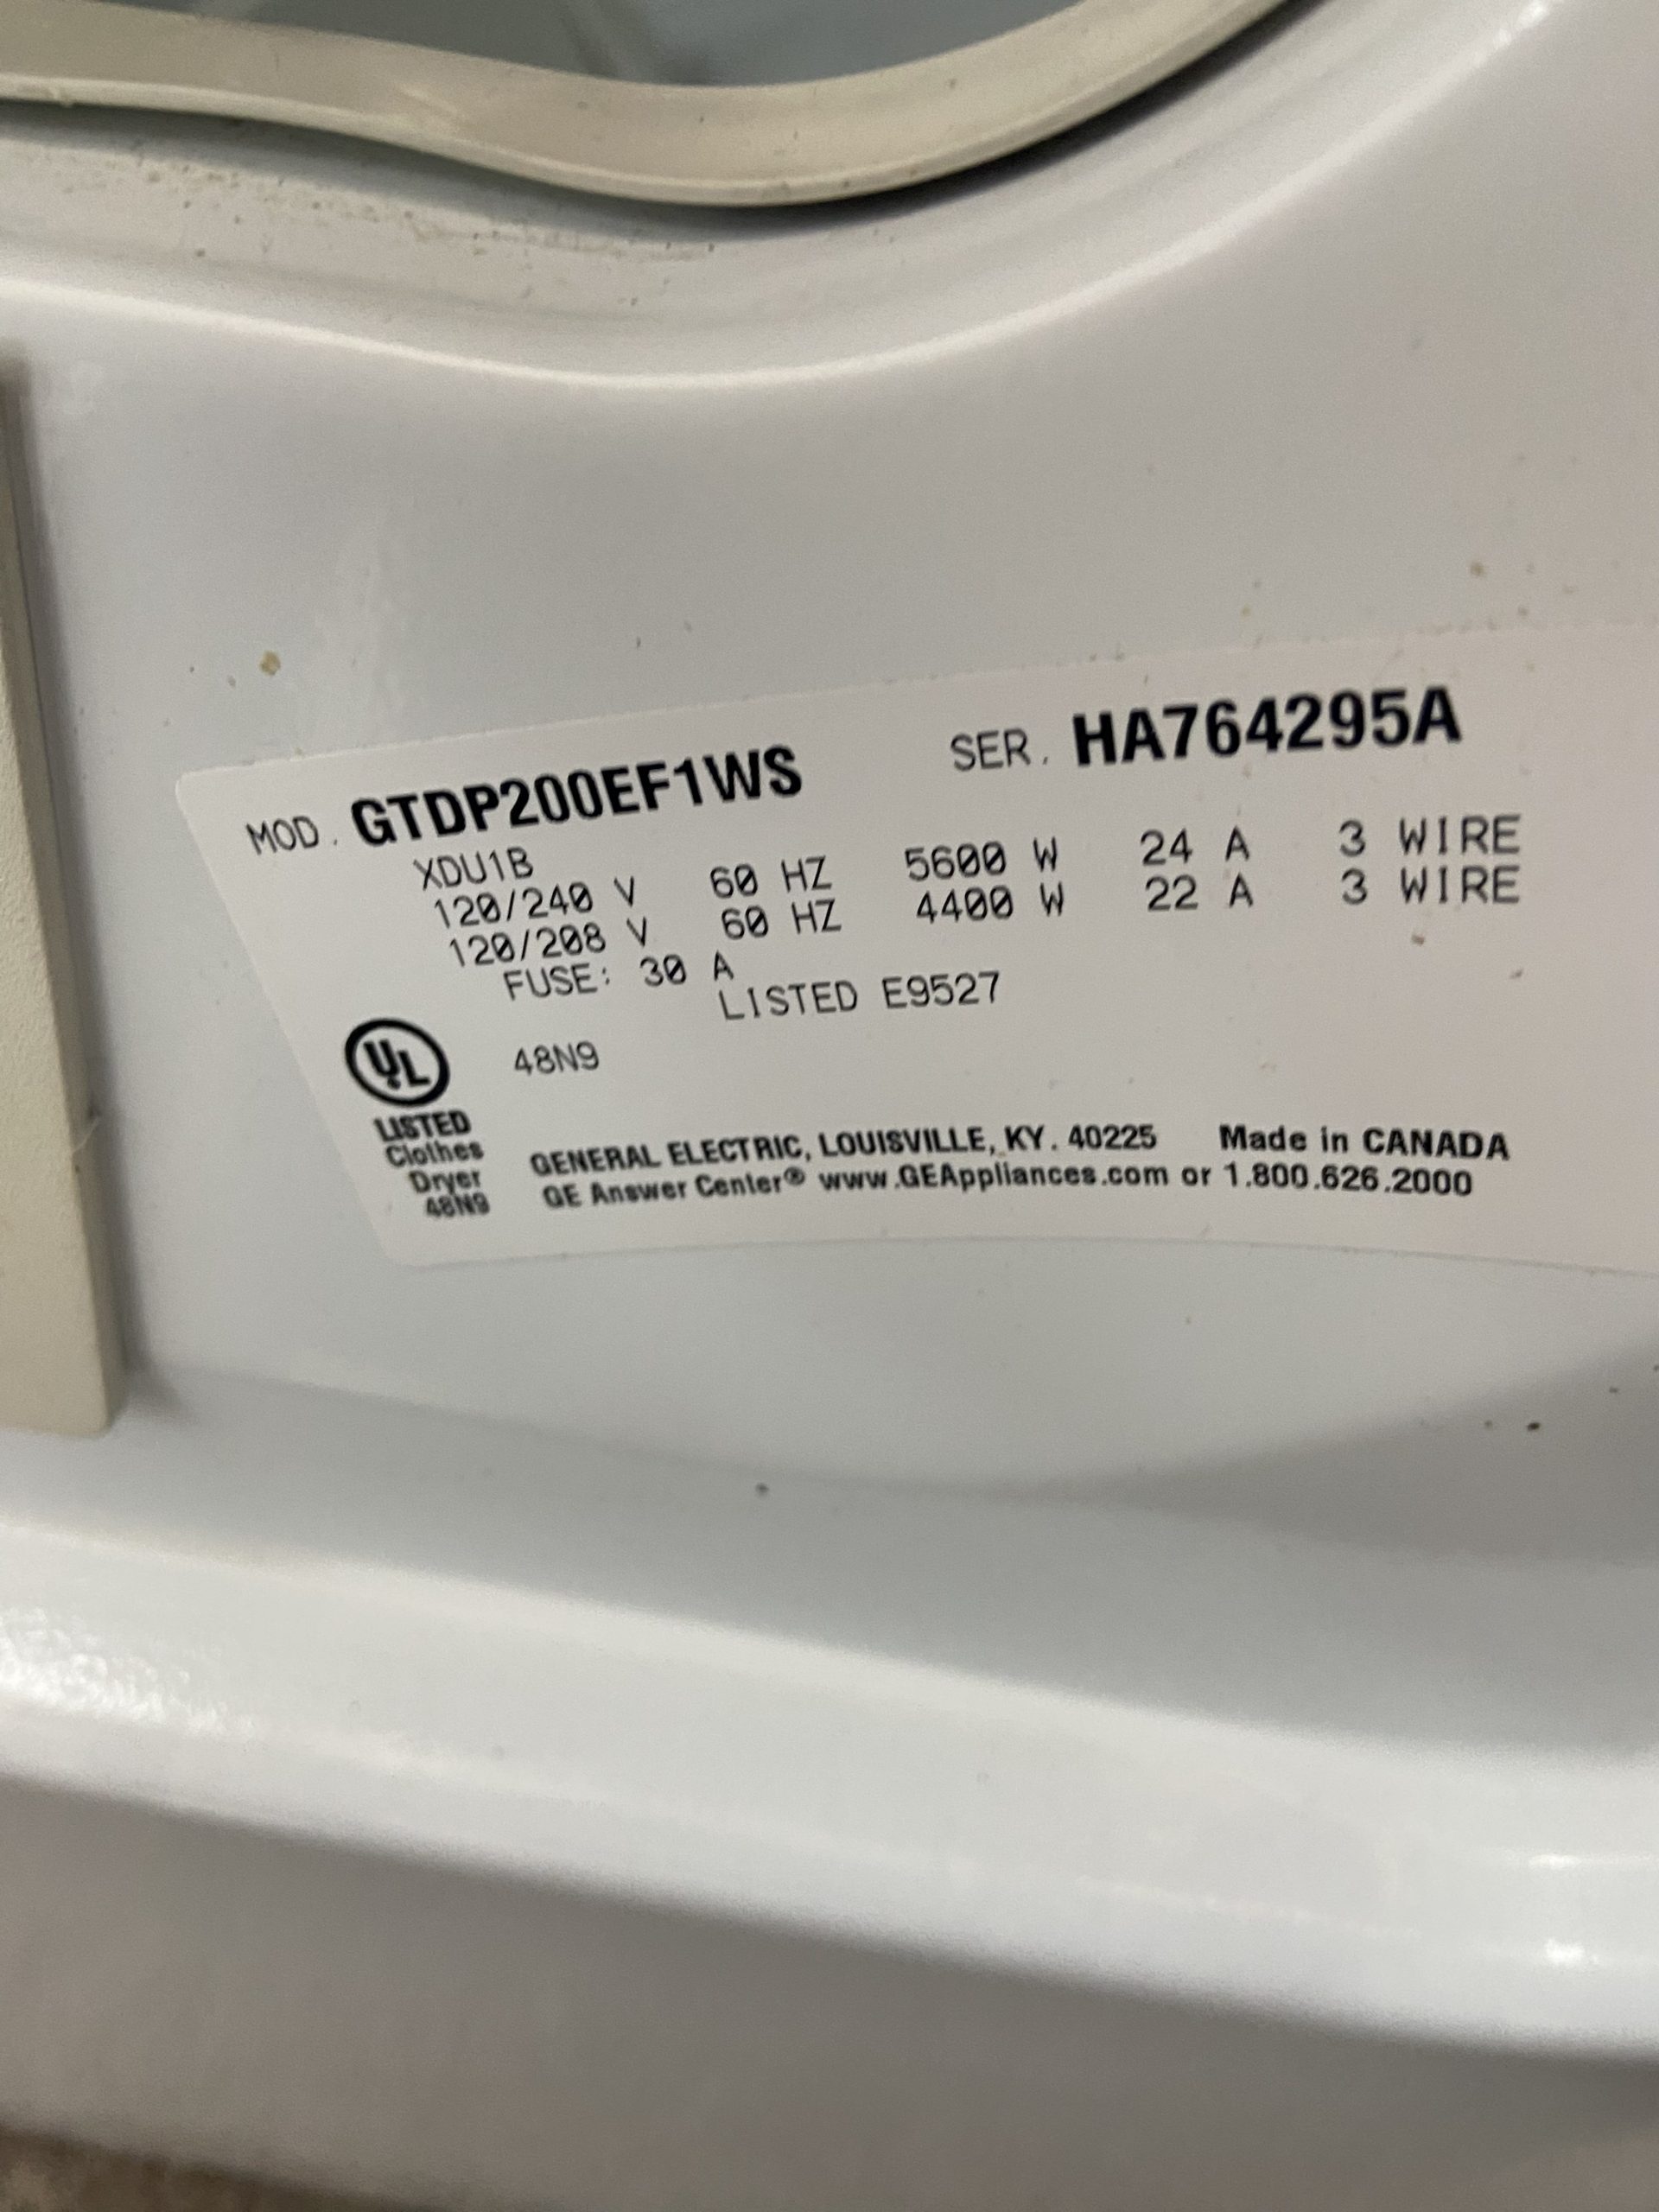 MOD. GTDP200EF1WS SER. HA764295A
XDU1B
120/240 V 60 HZ 5600 W 24 A 3 WIRE
120/208 V 60 HZ 4400 W 22 A 3 WIRE
FUSE: 30 A
LISTED E9527
UL
48N9
LISTED
Clothes
Dryer
48N9
GENERAL ELECTRIC, LOUISVILLE, KY. 40225 Made in CANADA
GE Answer Center® www.GEAppliances.com or 1.800.626.2000